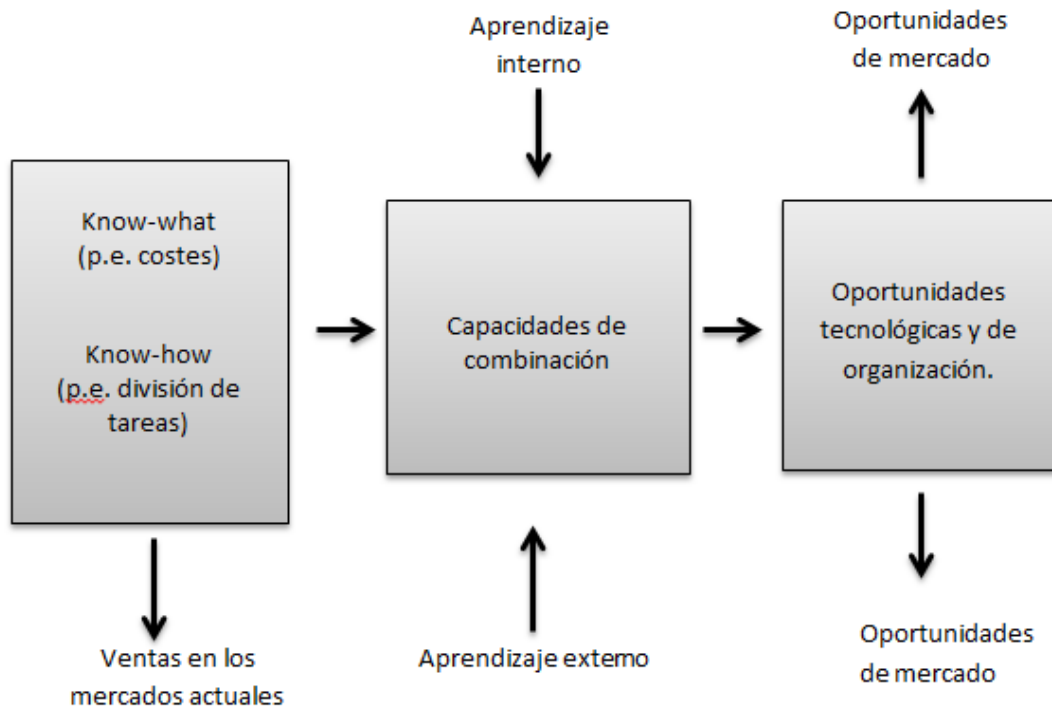 Aprendizaje
interno
Oportunidades
de mercado
Know-what
(p.e. costes)
Know-how
(p.e. división de
tareas)
Capacidades de
combinación
Oportunidades
tecnológicas y de
organización.
Ventas en los
mercados actuales
Aprendizaje externo
Oportunidades
de mercado